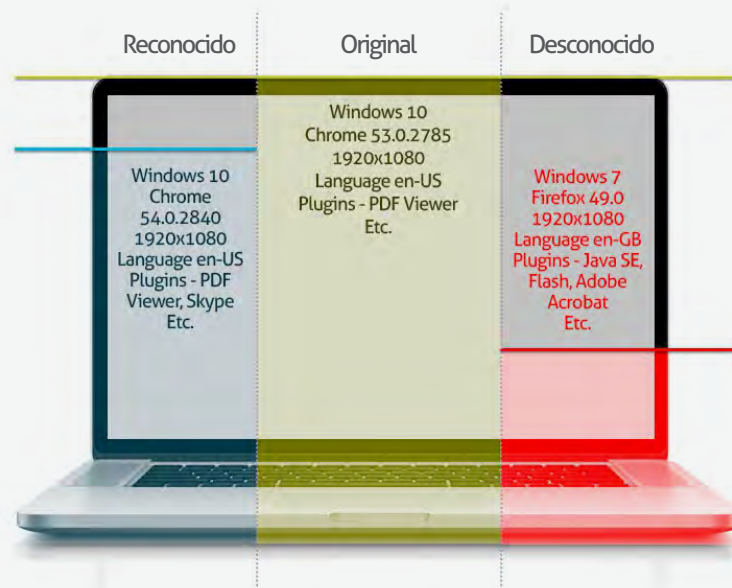 Reconocido
Original
Desconocido
Windows 10
Chrome 53.0.2785
1920x1080
Language en-US
Plugins - PDF Viewer
Etc.
Windows 10
Chrome
54.0.2840
1920x1080
Language en-US
Plugins - PDF
Viewer, Skype
Etc.
Windows 7
Firefox 49.0
1920x1080
Language en-GB
Plugins - Java SE,
Flash, Adobe
Acrobat
Etc.